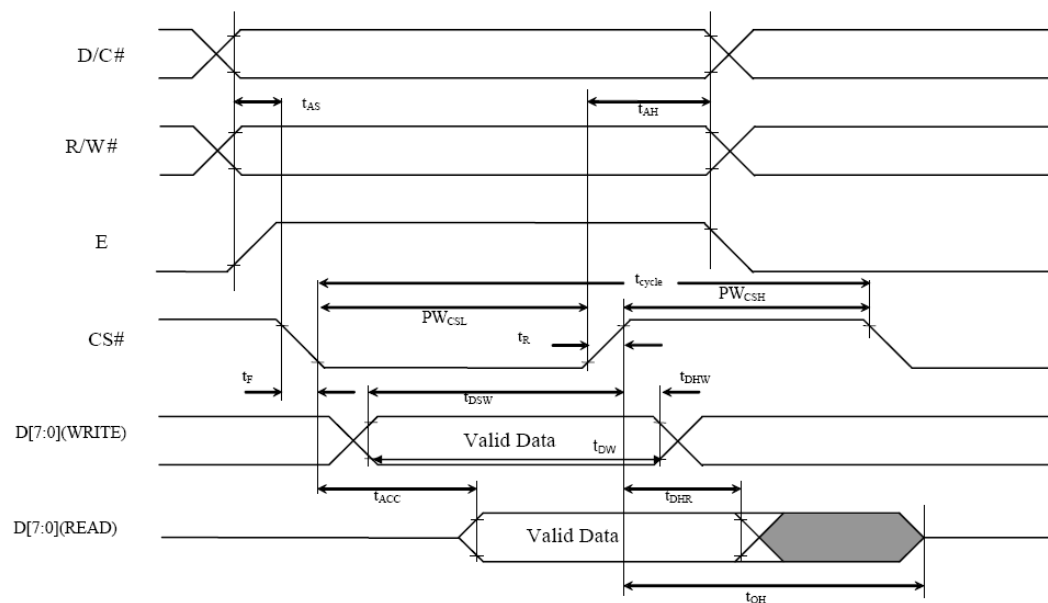 D/C#
tAS
tAH
R/W#
E
tcycle
PWCSL
PWCSH
CS#
tR
tF
tDSW
tDHW
D[7:0](WRITE)
Valid Data
tDW
tACC
tDHR
D[7:0](READ)
Valid Data
tOH